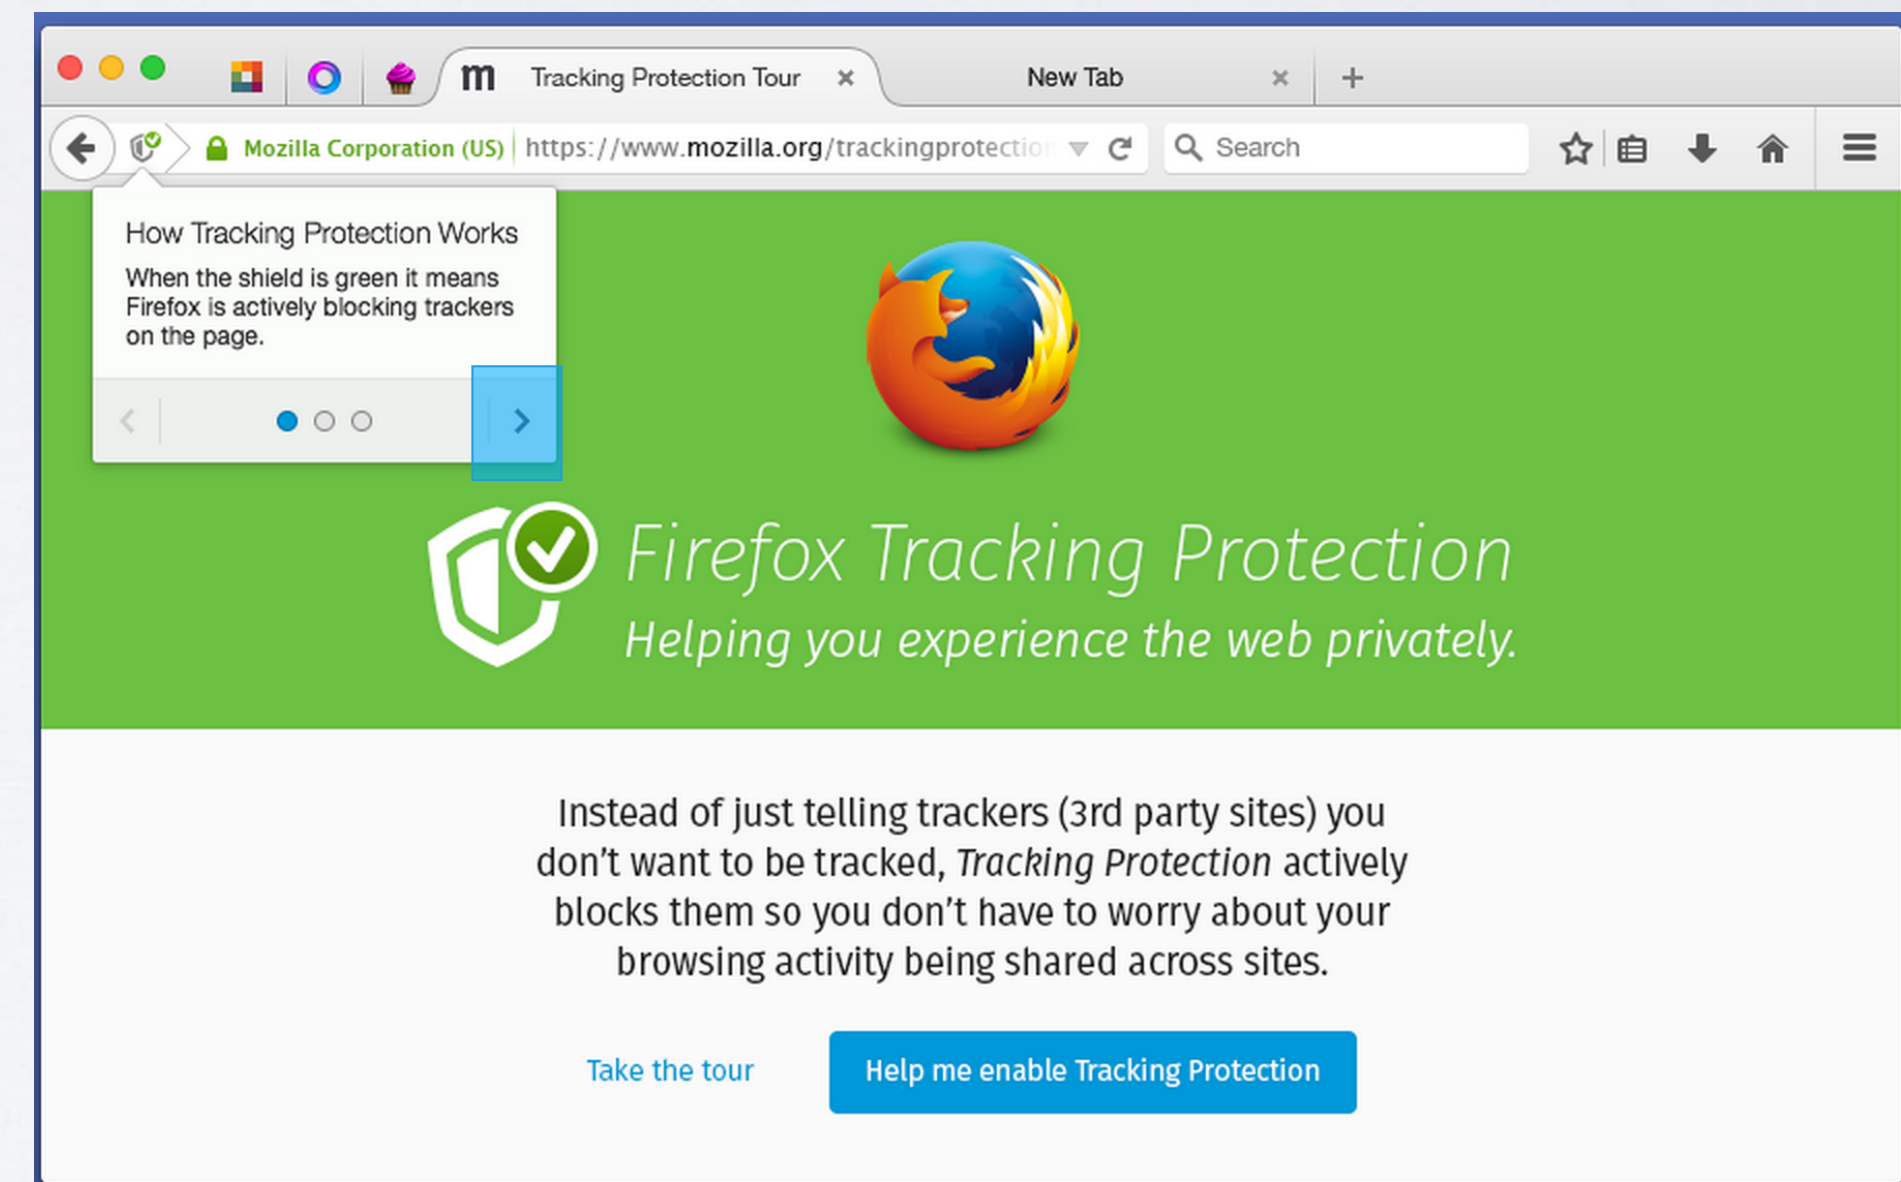 m Tracking Protection Tour
New Tab
Mozilla Corporation (US) https://www.mozilla.org/trackingprotection
Search
How Tracking Protection Works
When the shield is green it means
Firefox is actively blocking trackers
on the page.
Firefox Tracking Protection
Helping you experience the web privately.
Instead of just telling trackers (3rd party sites) you
don’t want to be tracked, Tracking Protection actively
blocks them so you don’t have to worry about your
browsing activity being shared across sites.
Take the tour
Help me enable Tracking Protection